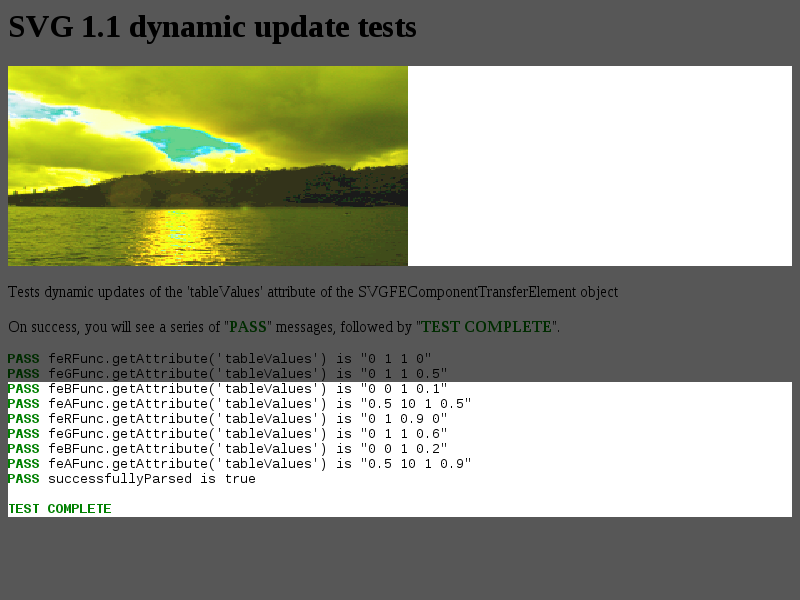 SVG 1.1 dynamic update tests
Tests dynamic updates of the 'tableValues' attribute of the SVGFEComponentTransferElement object
On success, you will see a series of "PASS" messages, followed by "TEST COMPLETE".
PASS feRFunc.getAttribute('tableValues') is "0 1 1 0"
PASS feGFunc.getAttribute('tableValues') is "0 1 1 0.5"
PASS feBFunc.getAttribute('tableValues') is "0 0 1 0.1"
PASS feAFunc.getAttribute('tableValues') is "0.5 10 1 0.5"
PASS feRFunc.getAttribute('tableValues') is "0 1 0.9 0"
PASS feGFunc.getAttribute('tableValues') is "0 1 1 0.6"
PASS feBFunc.getAttribute('tableValues') is "0 0 1 0.2"
PASS feAFunc.getAttribute('tableValues') is "0.5 10 1 0.9"
PASS successfullyParsed is true
TEST COMPLETE